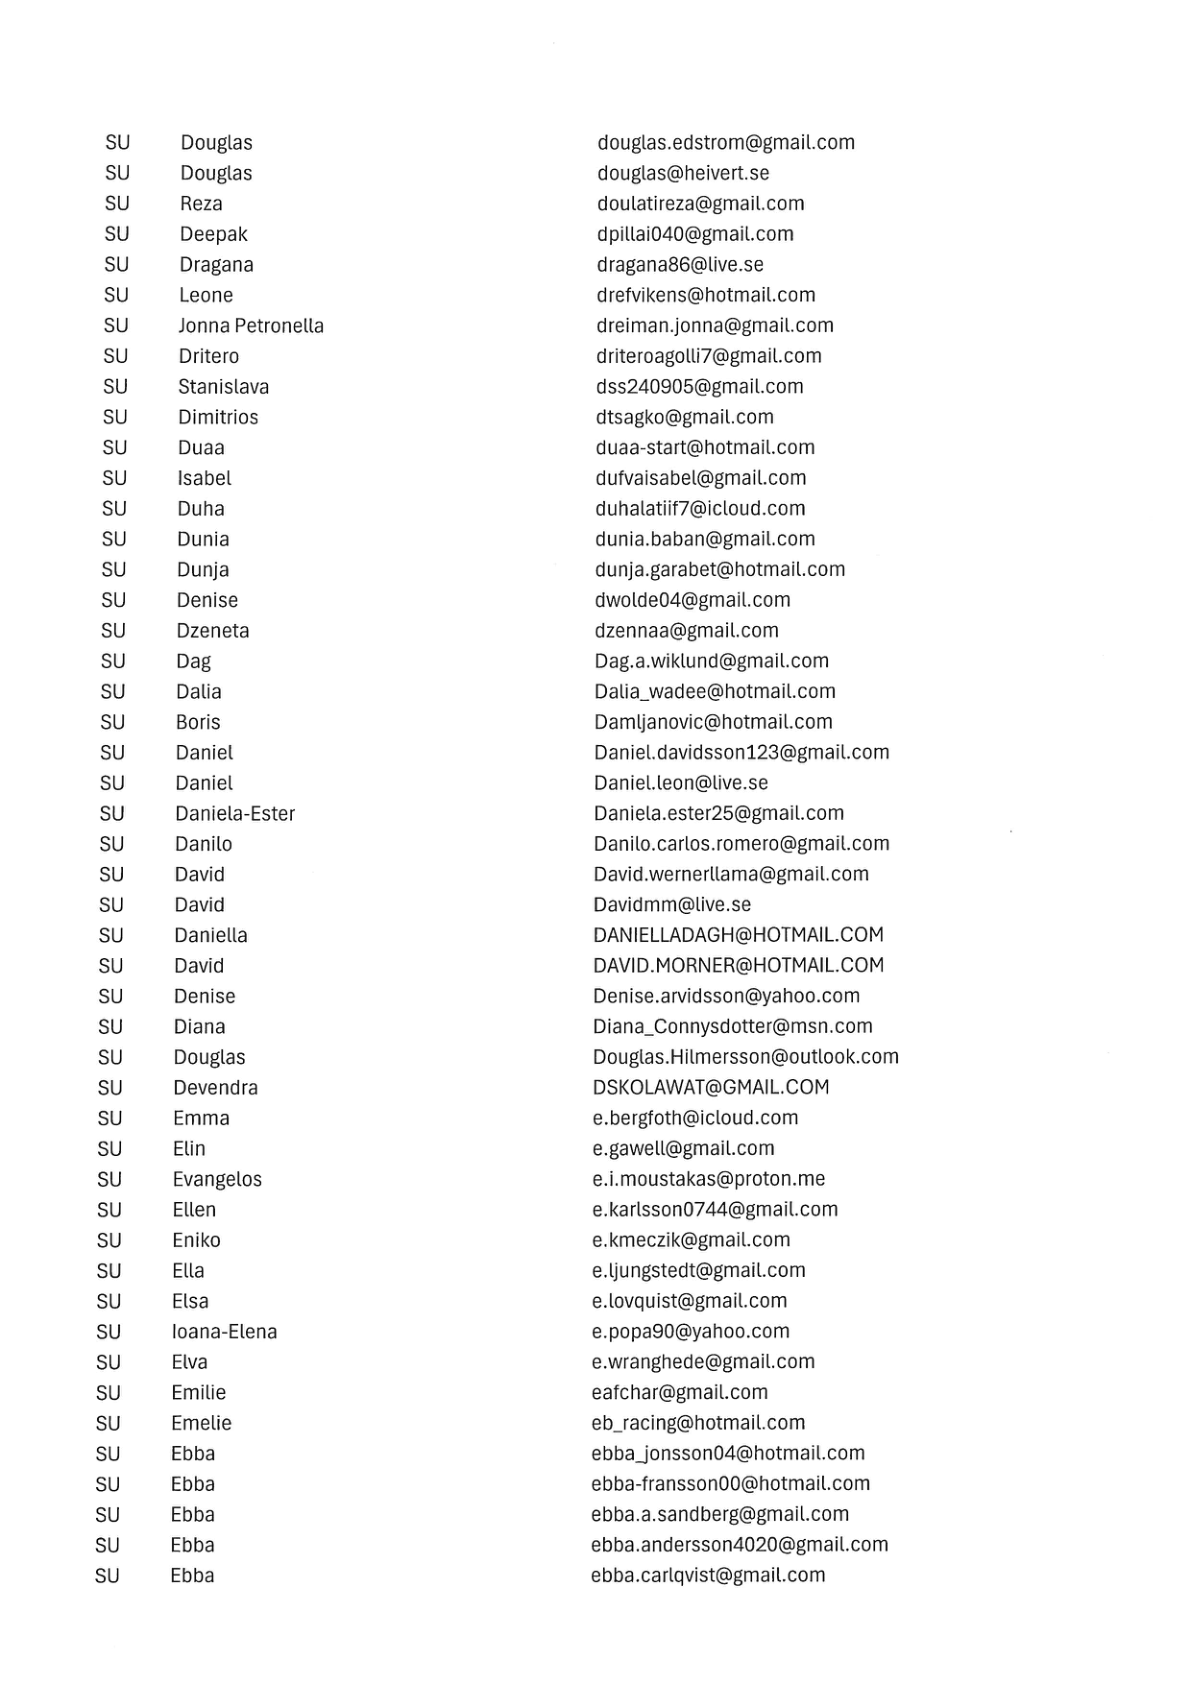 SU Douglas douglas.edstrom@gmail.com
SU Douglas douglas@heivert.se
SU Reza doulatireza@gmail.com
SU Deepak dpillai040@gmail.com
SU Dragana dragana86@live.se
SU Leone drefvikens@hotmail.com
SU Jonna Petronella dreiman.jonna@gmail.com
SU Dritero driteroagolli7@gmail.com
SU Stanislava dss240905@gmail.com
SU Dimitrios dtsagko@gmail.com
SU Duaa duaa-start@hotmail.com
SU Isabel dufvaisabel@gmail.com
SU Duha duhalatiif7@icloud.com
SU Dunia dunia.baban@gmail.com
SU Dunja dunja.garabet@hotmail.com
SU Denise dwolde04@gmail.com
SU Dzeneta dzennaa@gmail.com
SU Dag Dag.a.wiklund@gmail.com
SU Dalia Dalia_wadee@hotmail.com
SU Boris Damljanovic@hotmail.com
SU Daniel Daniel.davidsson123@gmail.com
SU Daniel Daniel.leon@live.se
SU Daniela-Ester Daniela.ester25@gmail.com
SU Danilo Danilo.carlos.romero@gmail.com
SU David David.wernerllama@gmail.com
SU David Davidmm@live.se
SU Daniella DANIELLADAGH@HOTMAIL.COM
SU David DAVID.MORNER@HOTMAIL.COM
SU Denise Denise.arvidsson@yahoo.com
SU Diana Diana_Connysdotter@msn.com
SU Douglas Douglas.Hilmersson@outlook.com
SU Devendra DSKOLAWAT@GMAIL.COM
SU Emma e.bergfoth@icloud.com
SU Elin e.gawell@gmail.com
SU Evangelos e.i.moustakas@proton.me
SU Ellen e.karlsson0744@gmail.com
SU Eniko e.kmeczik@gmail.com
SU Ella e.ljungstedt@gmail.com
SU Elsa e.lovquist@gmail.com
SU Ioana-Elena e.popa90@yahoo.com
SU Elva e.wranghede@gmail.com
SU Emilie eafchar@gmail.com
SU Emelie eb_racing@hotmail.com
SU Ebba ebba_jonsson04@hotmail.com
SU Ebba ebba-fransson00@hotmail.com
SU Ebba ebba.a.sandberg@gmail.com
SU Ebba ebba.andersson4020@gmail.com
SU Ebba ebba.carlqvist@gmail.com